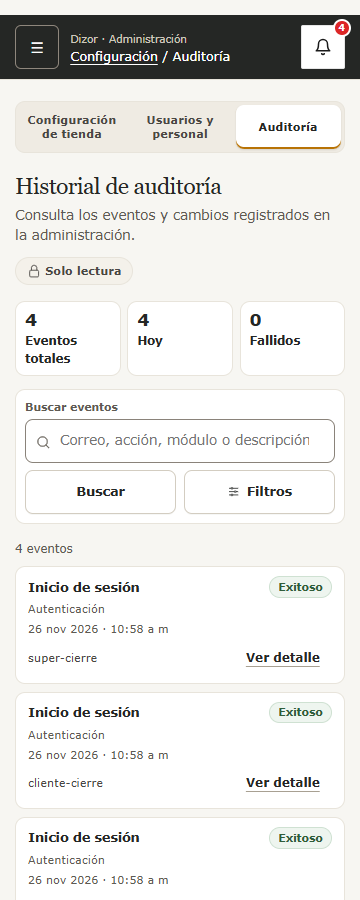 Dizor · Administración
Configuración / Auditoría
4
Configuración de tienda
Usuarios y personal
Auditoría
Historial de auditoría
Consulta los eventos y cambios registrados en
la administración.
Solo lectura
4
Eventos
totales
4
Hoy
0
Fallidos
Buscar eventos
Correo, acción, módulo o descripción
Buscar
Filtros
4 eventos
Inicio de sesión
Exitoso
Autenticación
26 nov 2026 · 10:58 a m
super-cierre
Ver detalle
Inicio de sesión
Exitoso
Autenticación
26 nov 2026 · 10:58 a m
cliente-cierre
Ver detalle
Inicio de sesión
Exitoso
Autenticación
26 nov 2026 · 10:58 a m